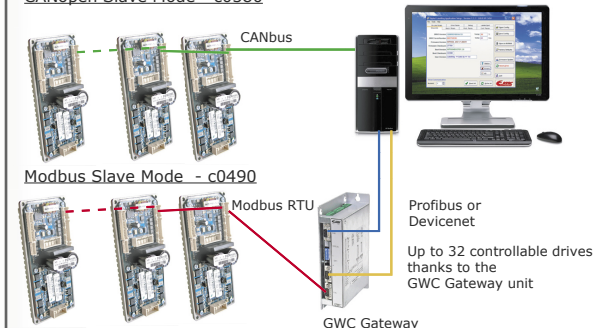 CANopen Slave Mode - c0380
CANbus
Modbus Slave Mode - c0490
Modbus RTU
Profibus or
Devicenet
Up to 32 controllable drives
thanks to the
GWC Gateway unit
GWC Gateway